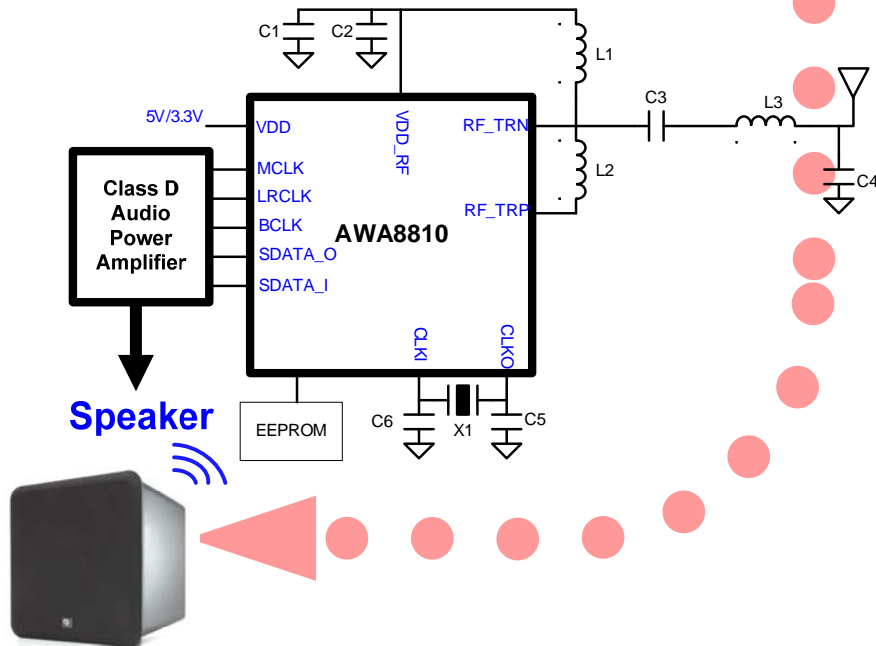 C1
C2
L1
C3
L3
5V/3.3V
VDD
VDD_RF
RF_TRN
MCLK
Class D
Audio
Power
Amplifier
LRCLK
L2
C4
BCLK
RF_TRP
AWA8810
SDATA_O
SDATA_I
CLKI
CLKO
Speaker
EEPROM
C6
X1
C5